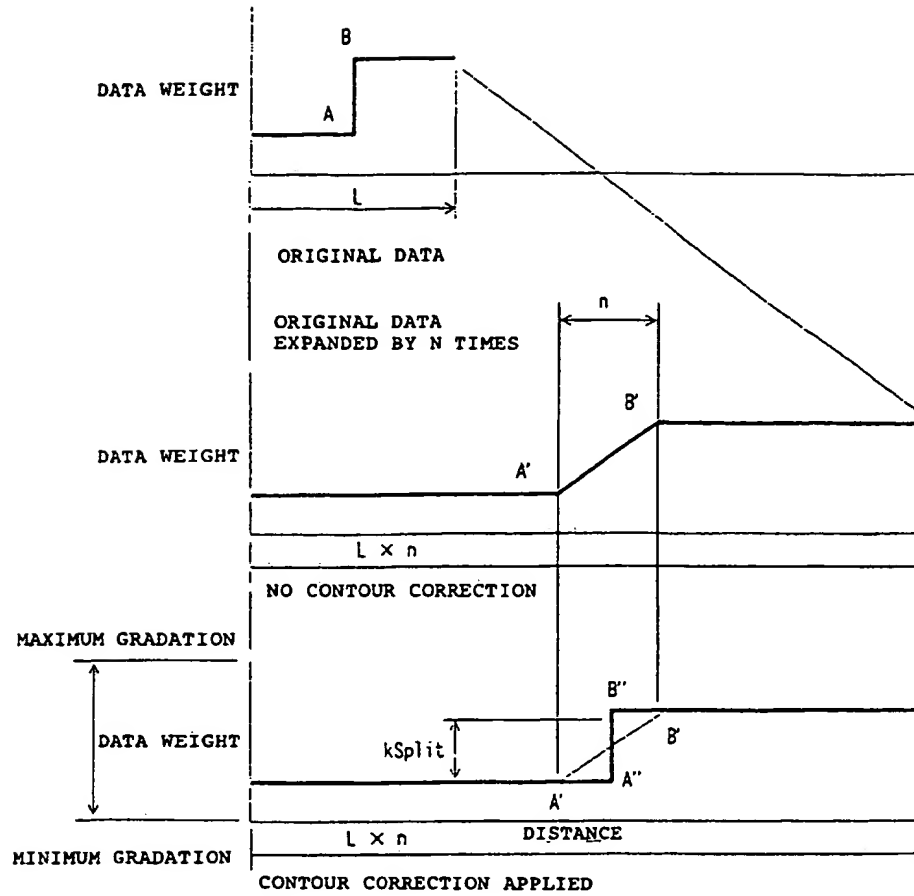 B
DATA WEIGHT
A
L
ORIGINAL DATA
ORIGINAL DATA
EXPANDED BY N TIMES
n
B'
DATA WEIGHT
A'
L × n
NO CONTOUR CORRECTION
MAXIMUM GRADATION
B''
DATA WEIGHT
kSplit
B'
A''
A'
L × n
DISTANCE
MINIMUM GRADATION
CONTOUR CORRECTION APPLIED